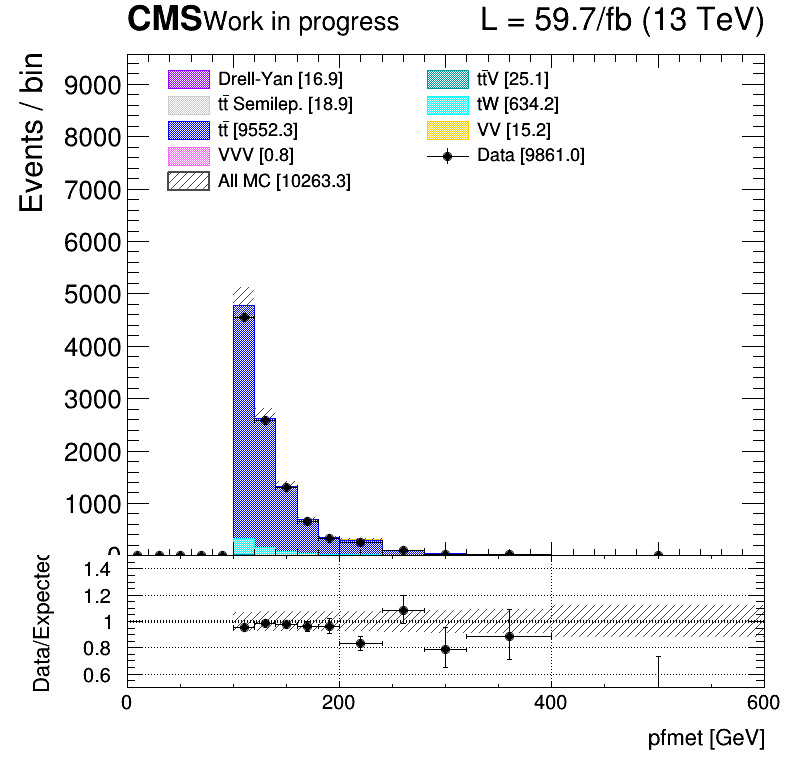 CMS Work in progress L = 59.7/fb (13 TeV)
Events / bin
9000
8000
7000
6000
5000
4000
3000
2000
1000
0
Drell-Yan [16.9]
tt̄ Semilep. [18.9]
tt̄ [9552.3]
VVV [0.8]
All MC [10263.3]
tt̄V [25.1]
tW [634.2]
VV [15.2]
Data [9861.0]
Data/Expected
1.4
1.2
1
0.8
0.6
0 200 400 600
pfmet [GeV]